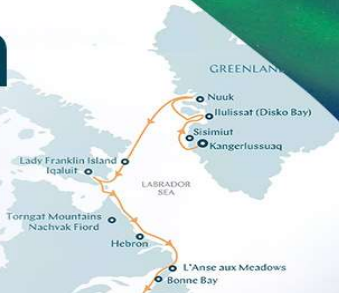 GREENLAN
Nuuk
Ilulissat (Disko Bay)
Sisimiut
Kangerlussuaq
Lady Franklin Island
Iqaluit
LABRADOR
SEA
Torngat Mountains
Nachvak Fiord
Hebron
L'Anse aux Meadows
Bonne Bay